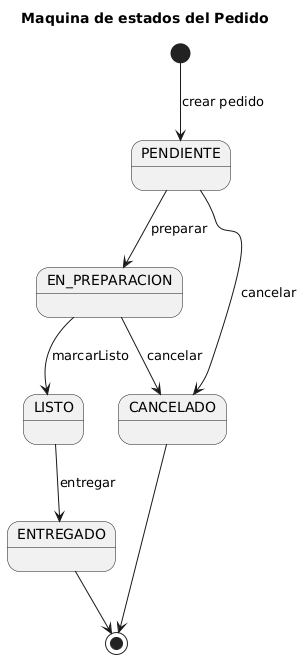 Maquina de estados del Pedido
crear pedido
PENDIENTE
preparar
EN_PREPARACION
cancelar
marcarListo
cancelar
LISTO
CANCELADO
entregar
ENTREGADO